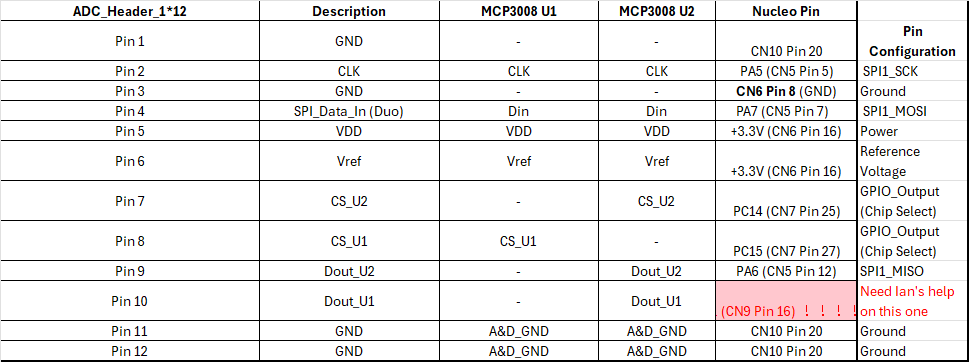 ADC_Header_1*12 Description MCP3008 U1 MCP3008 U2 Nucleo Pin
Pin 1 GND - - CN10 Pin 20 Pin
Configuration
Pin 2 CLK CLK CLK PA5 (CN5 Pin 5) SPI1_SCK
Pin 3 GND - - CN6 Pin 8 (GND) Ground
Pin 4 SPI_Data_In (Duo) Din Din PA7 (CN5 Pin 7) SPI1_MOSI
Pin 5 VDD VDD VDD +3.3V (CN6 Pin 16) Power
Pin 6 Vref Vref Vref +3.3V (CN6 Pin 16) Reference
Voltage
Pin 7 CS_U2 - CS_U2 PC14 (CN7 Pin 25) GPIO_Output
(Chip Select)
Pin 8 CS_U1 CS_U1 - PC15 (CN7 Pin 27) GPIO_Output
(Chip Select)
Pin 9 Dout_U2 - Dout_U2 PA6 (CN5 Pin 12) SPI1_MISO
Pin 10 Dout_U1 - Dout_U1 (CN9 Pin 16) ！！！！ Need Ian's help
on this one
Pin 11 GND A&D_GND A&D_GND CN10 Pin 20 Ground
Pin 12 GND A&D_GND A&D_GND CN10 Pin 20 Ground